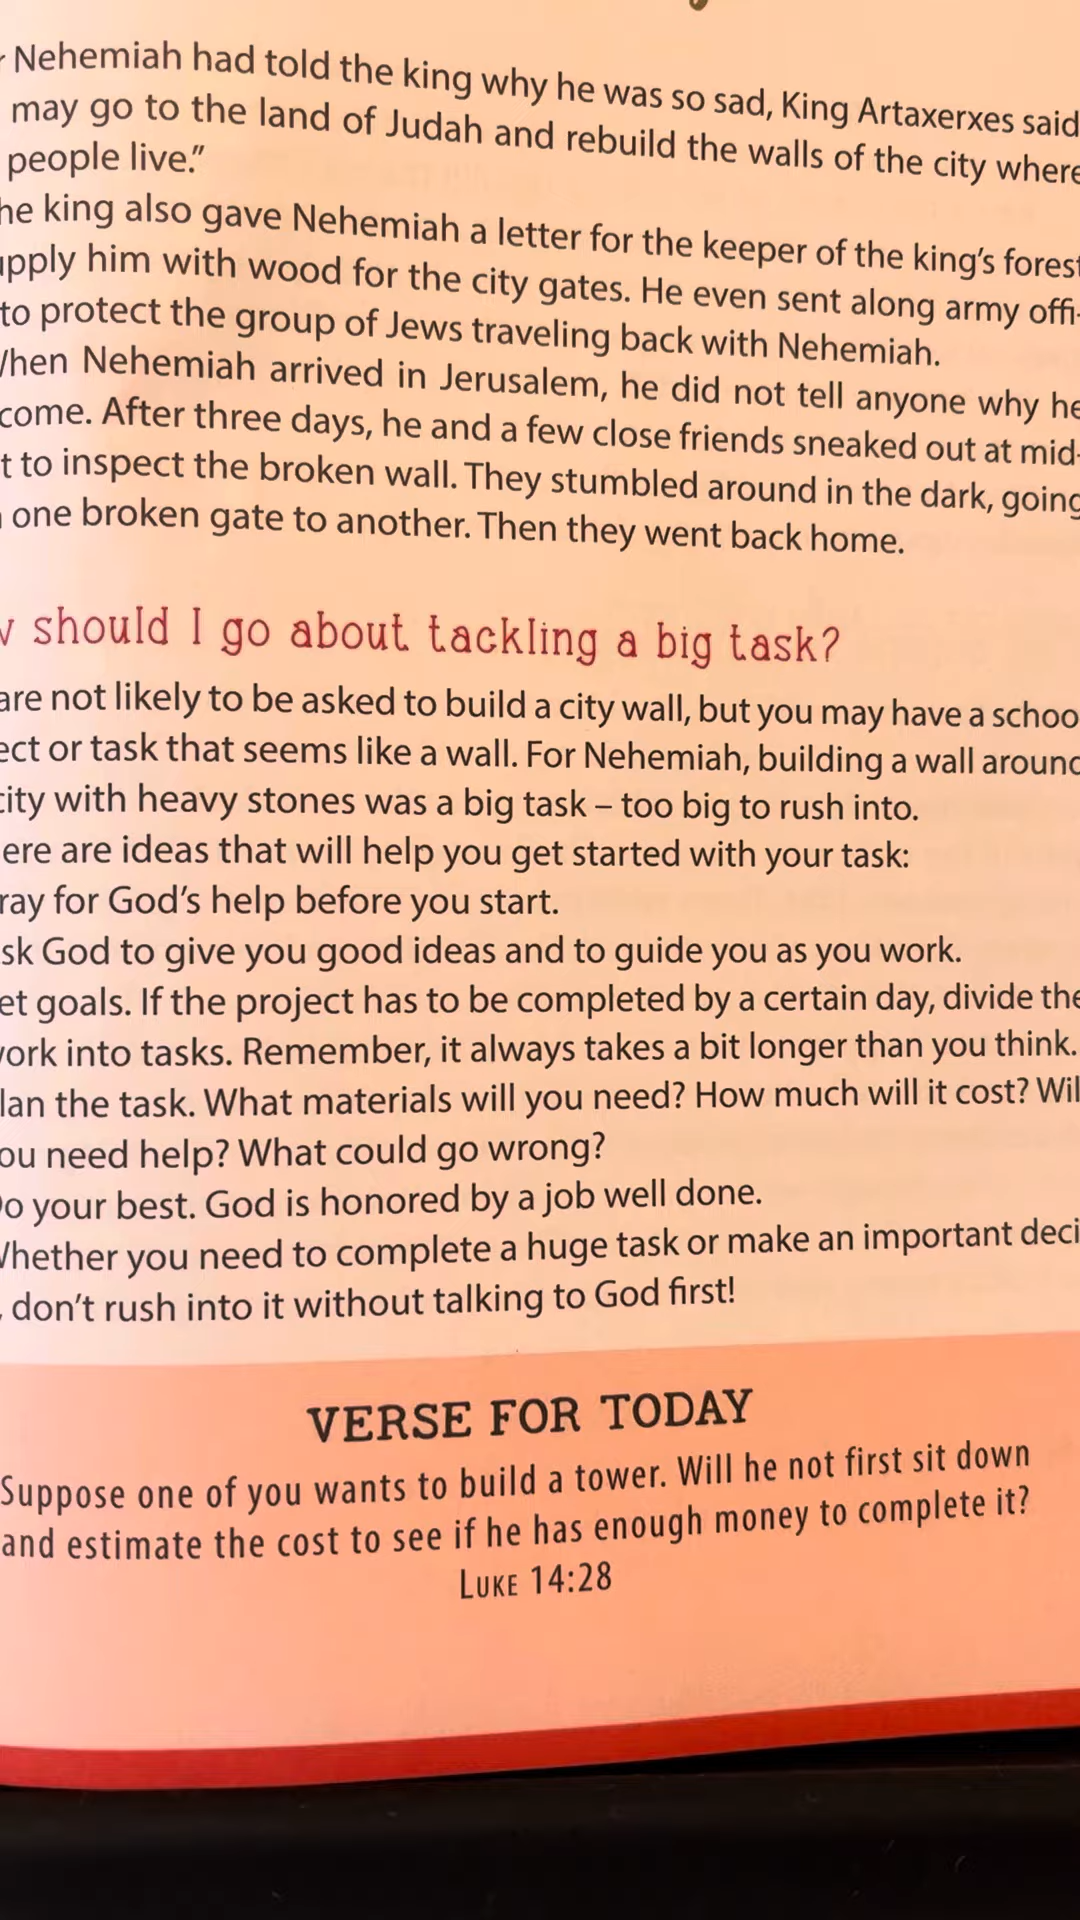 Nehemiah had told the king why he was so sad, King Artaxerxes said
may go to the land of Judah and rebuild the walls of the city where
people live.”
he king also gave Nehemiah a letter for the keeper of the king’s forest
upply him with wood for the city gates. He even sent along army offi-
to protect the group of Jews traveling back with Nehemiah.
When Nehemiah arrived in Jerusalem, he did not tell anyone why he
come. After three days, he and a few close friends sneaked out at mid-
t to inspect the broken wall. They stumbled around in the dark, going
one broken gate to another. Then they went back home.
w should I go about tackling a big task?
are not likely to be asked to build a city wall, but you may have a schoo
ect or task that seems like a wall. For Nehemiah, building a wall around
city with heavy stones was a big task – too big to rush into.
ere are ideas that will help you get started with your task:
ray for God’s help before you start.
sk God to give you good ideas and to guide you as you work.
et goals. If the project has to be completed by a certain day, divide the
work into tasks. Remember, it always takes a bit longer than you think.
lan the task. What materials will you need? How much will it cost? Wil
ou need help? What could go wrong?
Do your best. God is honored by a job well done.
Whether you need to complete a huge task or make an important deci
, don’t rush into it without talking to God first!
VERSE FOR TODAY
Suppose one of you wants to build a tower. Will he not first sit down
and estimate the cost to see if he has enough money to complete it?
LUKE 14:28